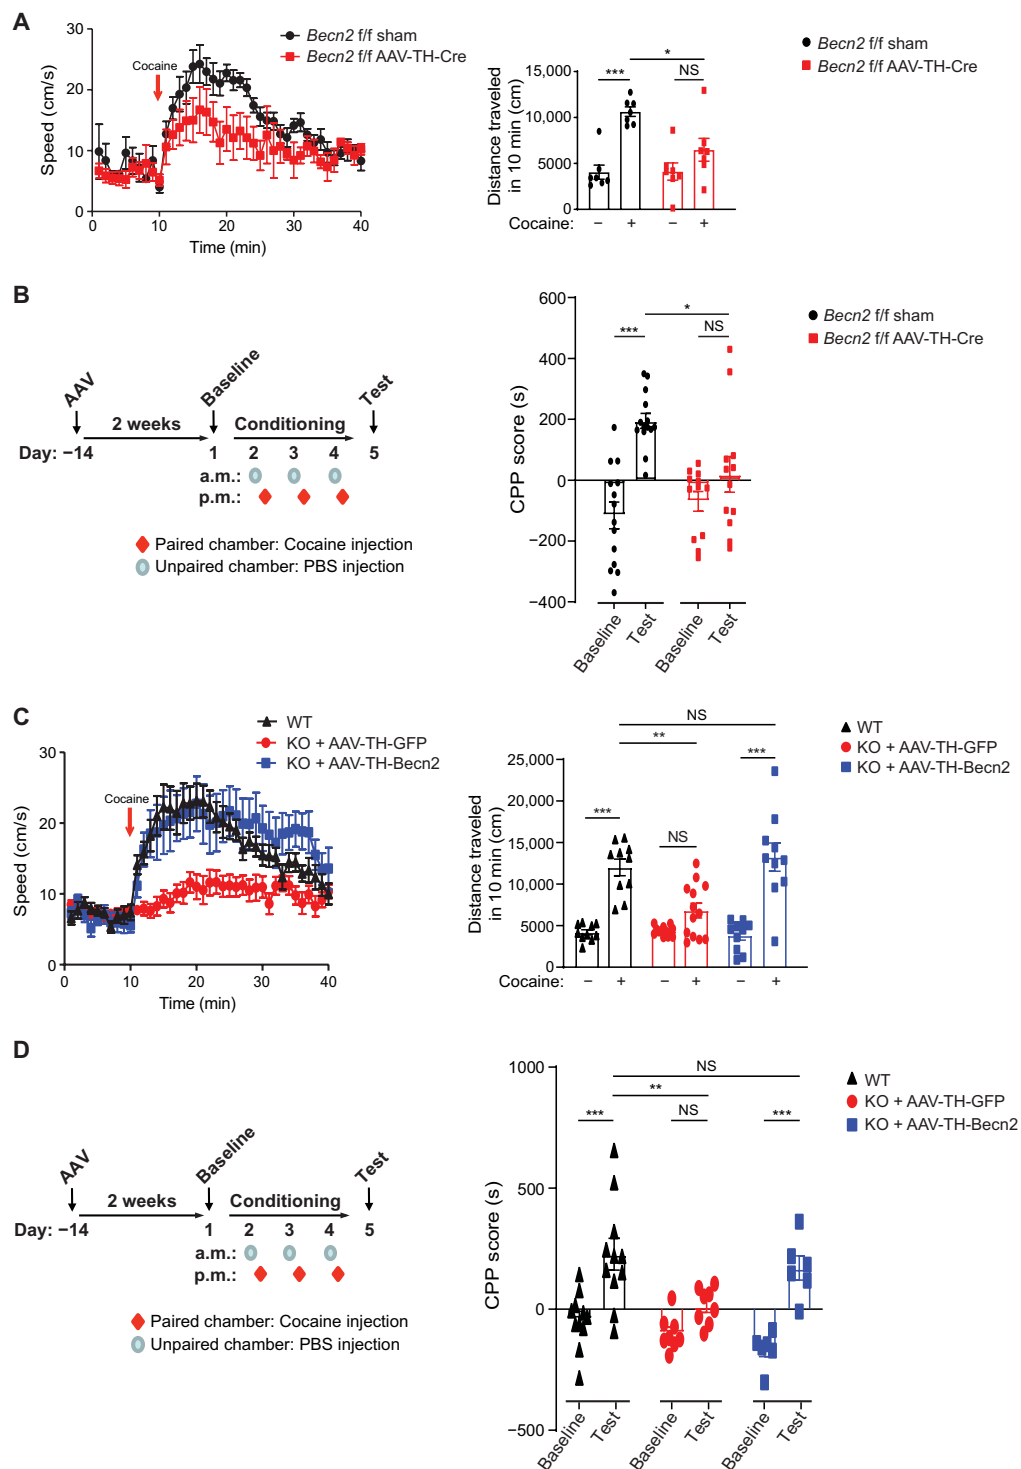 A
Becn2 f/f sham
Becn2 f/f AAV-TH-Cre
Cocaine
Speed (cm/s)
30
20
10
0
0
10
20
30
40
Time (min)
Becn2 f/f sham
Becn2 f/f AAV-TH-Cre
*
***
NS
Distance traveled
in 10 min (cm)
15,000
10,000
5000
0
Cocaine: − + − +
B
AAV
Baseline
Test
2 weeks
Conditioning
Day: −14 1 2 3 4 5
a.m.:
p.m.:
Paired chamber: Cocaine injection
Unpaired chamber: PBS injection
Becn2 f/f sham
Becn2 f/f AAV-TH-Cre
*
***
NS
CPP score (s)
600
400
200
0
−200
−400
Baseline
Test
Baseline
Test
C
WT
KO + AAV-TH-GFP
KO + AAV-TH-Becn2
Cocaine
Speed (cm/s)
30
20
10
0
0
10
20
30
40
Time (min)
WT
KO + AAV-TH-GFP
KO + AAV-TH-Becn2
NS
**
***
***
NS
Distance traveled
in 10 min (cm)
25,000
20,000
15,000
10,000
5000
0
Cocaine: − + − + − +
D
AAV
Baseline
Test
2 weeks
Conditioning
Day: −14 1 2 3 4 5
a.m.:
p.m.:
Paired chamber: Cocaine injection
Unpaired chamber: PBS injection
WT
KO + AAV-TH-GFP
KO + AAV-TH-Becn2
NS
**
***
NS
***
CPP score (s)
1000
500
0
−500
Baseline
Test
Baseline
Test
Baseline
Test